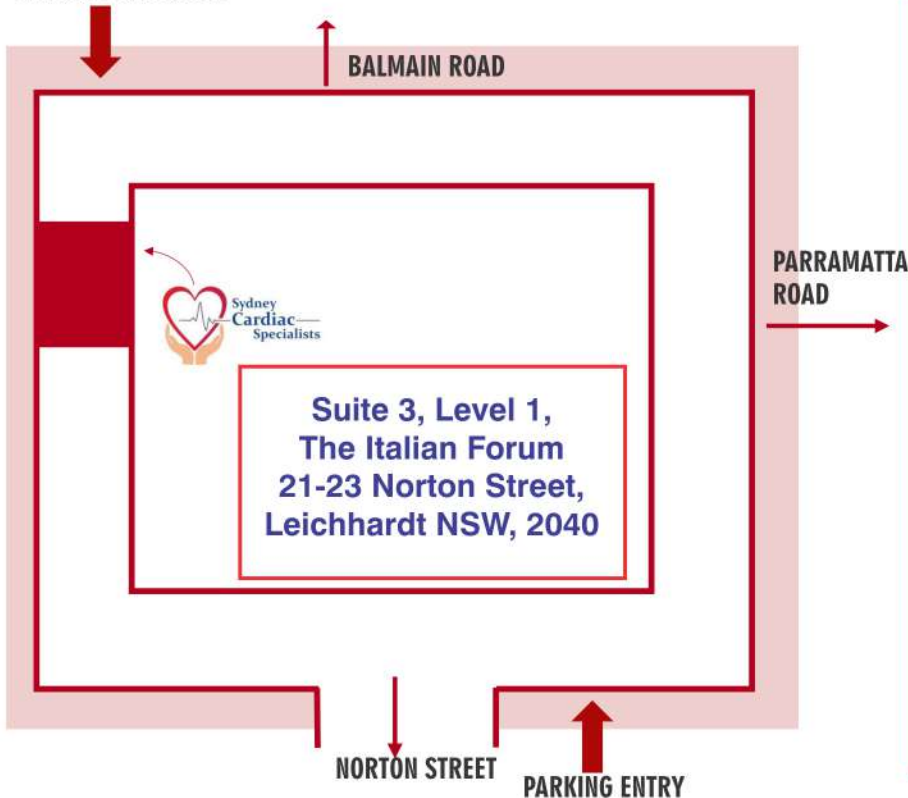 BALMAIN ROAD
PARRAMATTA
ROAD
Sydney
Cardiac
Specialists
Suite 3, Level 1,
The Italian Forum
21-23 Norton Street,
Leichhardt NSW, 2040
NORTON STREET
PARKING ENTRY